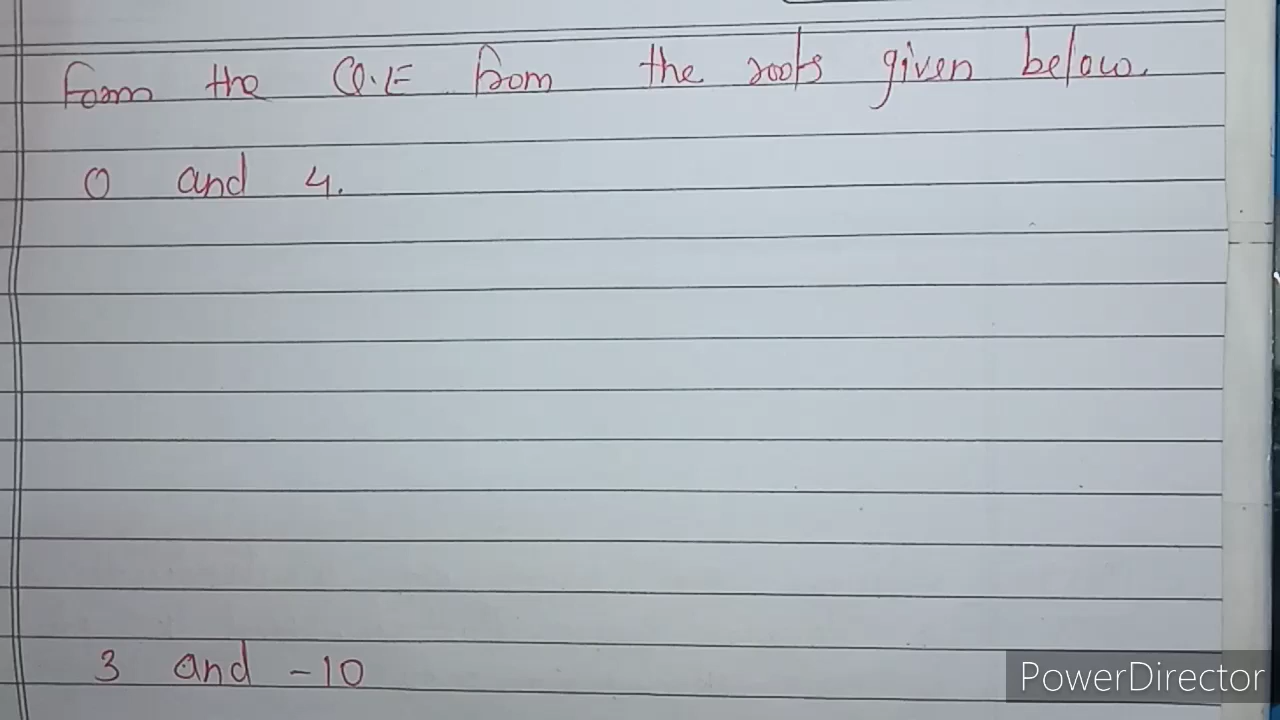 Form the Q.E from the roots given below.
0 and 4.
3 and -10
PowerDirector